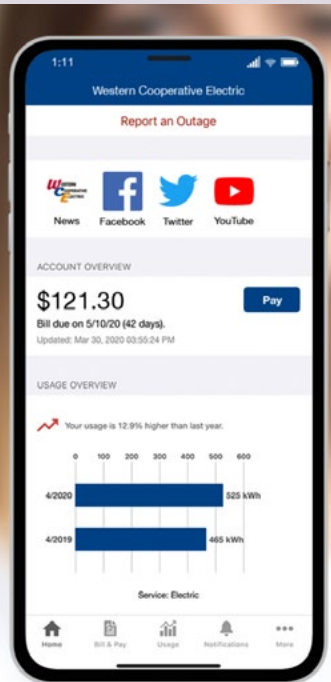 1:11
Western Cooperative Electric
Report an Outage
WESTERN
COOPERATIVE
ELECTRIC
News Facebook Twitter YouTube
ACCOUNT OVERVIEW
$121.30 Pay
Bill due on 5/10/20 (42 days).
Updated: Mar 30, 2020 03:55:24 PM
USAGE OVERVIEW
Your usage is 12.9% higher than last year.
0 100 200 300 400 500 600
4/2020 525 kWh
4/2019 465 kWh
Service: Electric
Home Bill & Pay Usage Notifications More